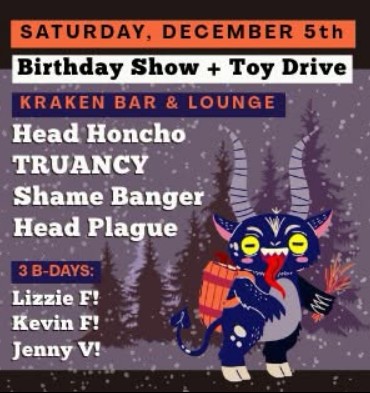 SATURDAY, DECEMBER 5th
Birthday Show + Toy Drive
KRAKEN BAR & LOUNGE
Head Honcho
TRUANCY
Shame Banger
Head Plague
3 B-DAYS:
Lizzie F!
Kevin F!
Jenny V!